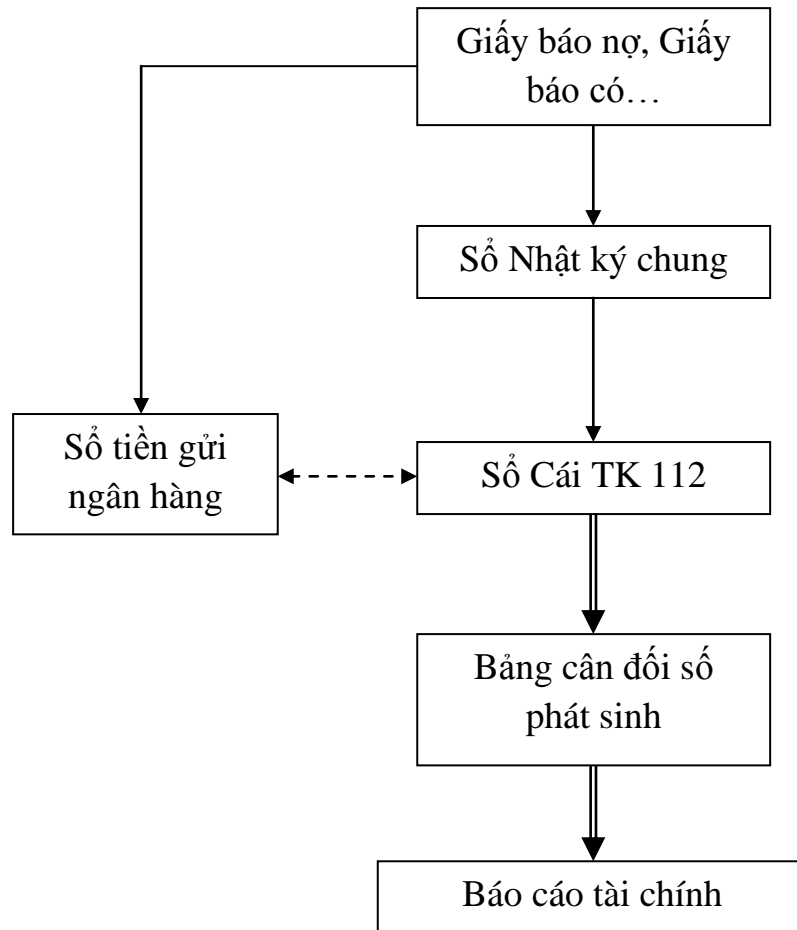 Giấy báo nợ, Giấy
báo có…
Sổ Nhật ký chung
Sổ tiền gửi
ngân hàng
Sổ Cái TK 112
Bảng cân đối số
phát sinh
Báo cáo tài chính